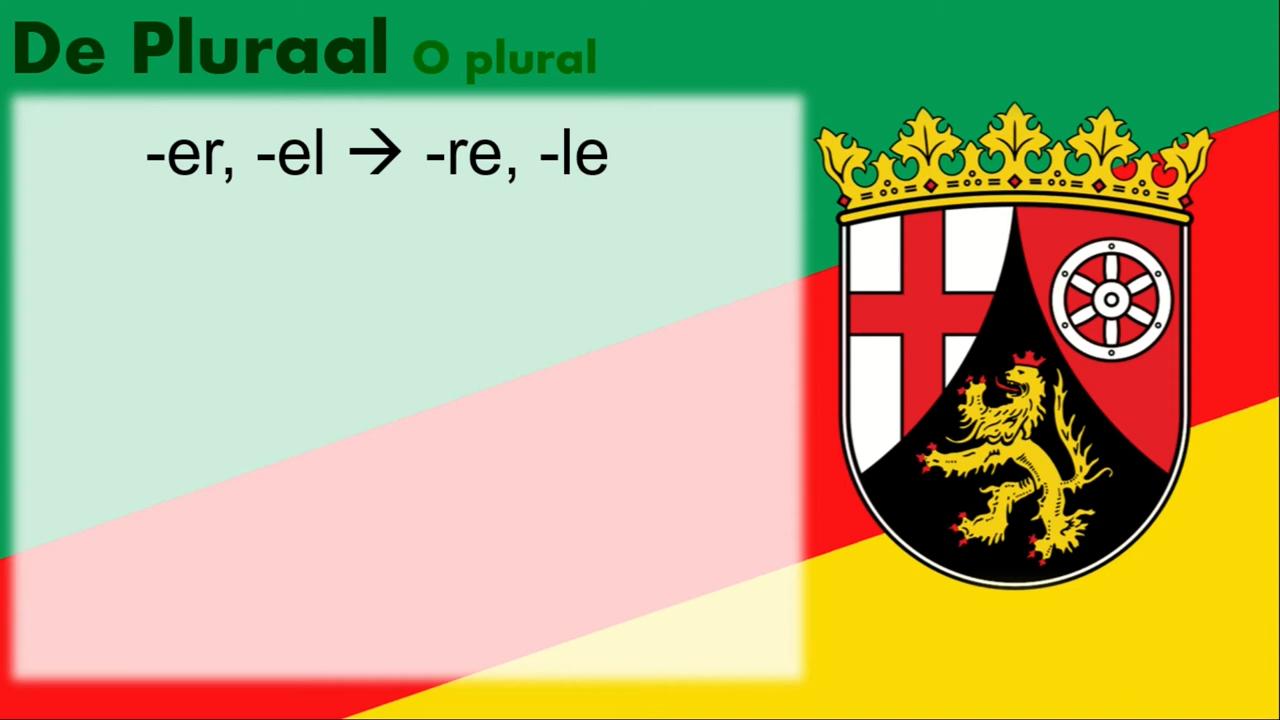 De Pluraal O plural
-er, -el → -re, -le